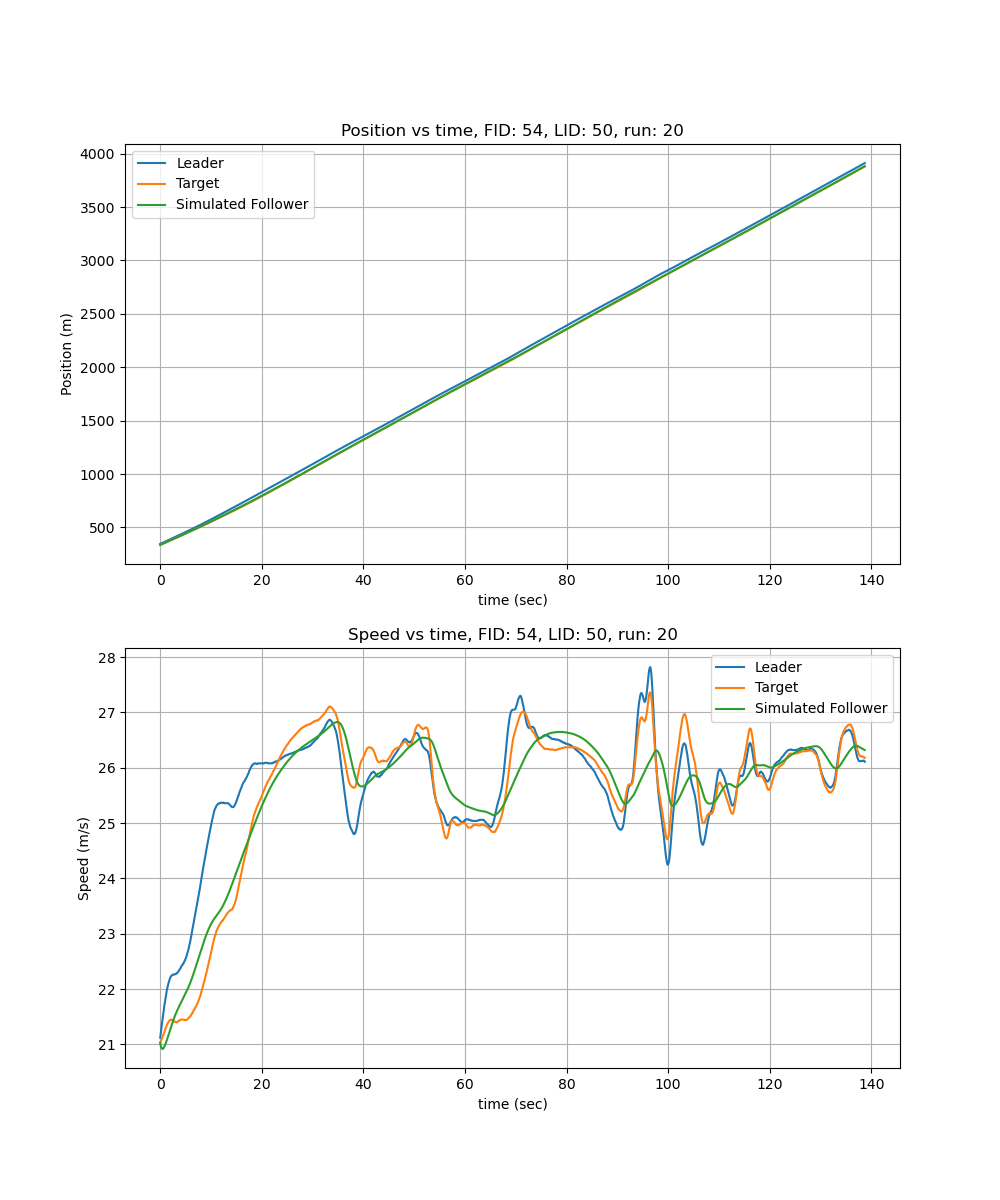 Position vs time, FID: 54, LID: 50, run: 20
4000
3500
3000
2500
2000
1500
1000
500
Position (m)
Leader
Target
Simulated Follower
0 20 40 60 80 100 120 140
time (sec)
Speed vs time, FID: 54, LID: 50, run: 20
28
27
26
25
24
23
22
21
Speed (m/s)
Leader
Target
Simulated Follower
0 20 40 60 80 100 120 140
time (sec)